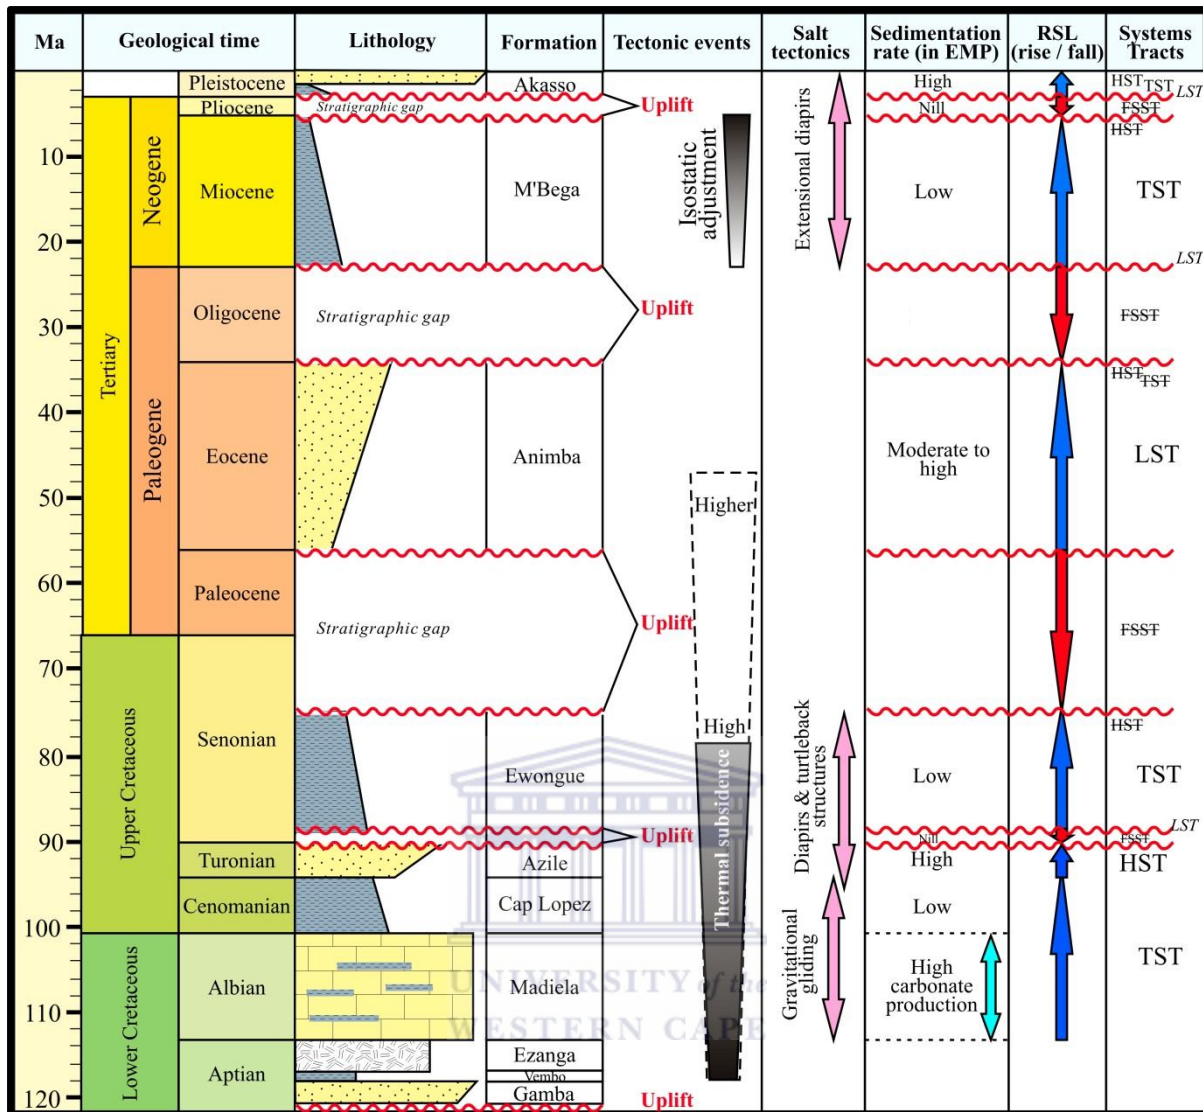 Ma
Geological time
Lithology
Formation
Tectonic events
Salt
tectonics
Sedimentation
rate (in EMP)
RSL
(rise / fall)
Systems
Tracts
Pleistocene
Akasso
High
HST
TST
LST
Pliocene
Stratigraphic gap
Uplift
Nill
FSST
HST
10
20
30
40
50
60
70
80
90
100
110
120
Tertiary
Neogene
Miocene
M'Bega
Isostatic
adjustment
Extensional diapirs
Low
TST
LST
Paleogene
Oligocene
Stratigraphic gap
Uplift
FSST
HST
TST
Eocene
Animba
Higher
Moderate to
high
LST
Paleocene
Stratigraphic gap
Uplift
FSST
Upper Cretaceous
Senonian
Ewongue
High
Thermal subsidence
Diapirs & turtleback
structures
Low
HST
TST
LST
Uplift
Nill
FSST
Turonian
Azile
High
HST
Cenomanian
Cap Lopez
Low
Gravitational
gliding
TST
Lower Cretaceous
Albian
Madiela
High
carbonate
production
UNIVERSITY of the
WESTERN CAPE
Aptian
Ezanga
Vembo
Gamba
Uplift